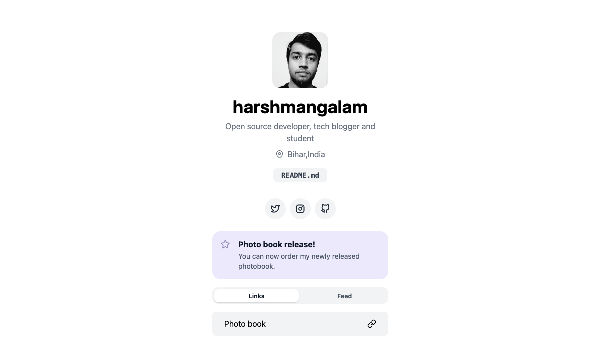 harshmangalam
Open source developer, tech blogger and
student
Bihar,India
README.md
Photo book release!
You can now order my newly released
photobook.
Links
Feed
Photo book